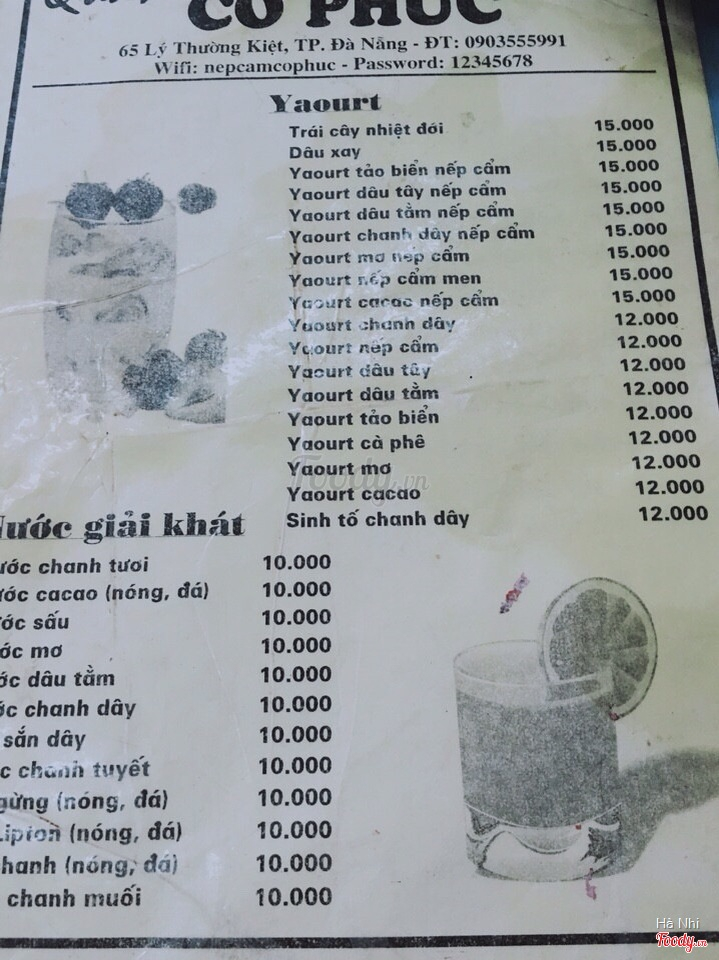 CÔ PHÚC
65 Lý Thường Kiệt, TP. Đà Nẵng - ĐT: 0903555991
Wifi: nepcamcophuc - Password: 12345678
Yaourt
Trái cây nhiệt đới 15.000
Dâu xay 15.000
Yaourt tảo biển nếp cẩm 15.000
Yaourt dâu tây nếp cẩm 15.000
Yaourt dâu tằm nếp cẩm 15.000
Yaourt chanh dây nếp cẩm 15.000
Yaourt mơ nếp cẩm 15.000
Yaourt nếp cẩm men 15.000
Yaourt cacao nếp cẩm 15.000
Yaourt chanh dây 12.000
Yaourt nếp cẩm 12.000
Yaourt dâu tây 12.000
Yaourt dâu tằm 12.000
Yaourt tảo biển 12.000
Yaourt cà phê 12.000
Yaourt mơ 12.000
Yaourt cacao 12.000
Sinh tố chanh dây 12.000
Nước giải khát
ước chanh tươi 10.000
ước cacao (nóng, đá) 10.000
ớc sấu 10.000
ớc mơ 10.000
ớc dâu tằm 10.000
ớc chanh dây 10.000
sắn dây 10.000
c chanh tuyết 10.000
gừng (nóng, đá) 10.000
Lipton (nóng, đá) 10.000
hanh (nóng, đá) 10.000
chanh muối 10.000
Foody.vn
Hà Nhi
Foody.vn